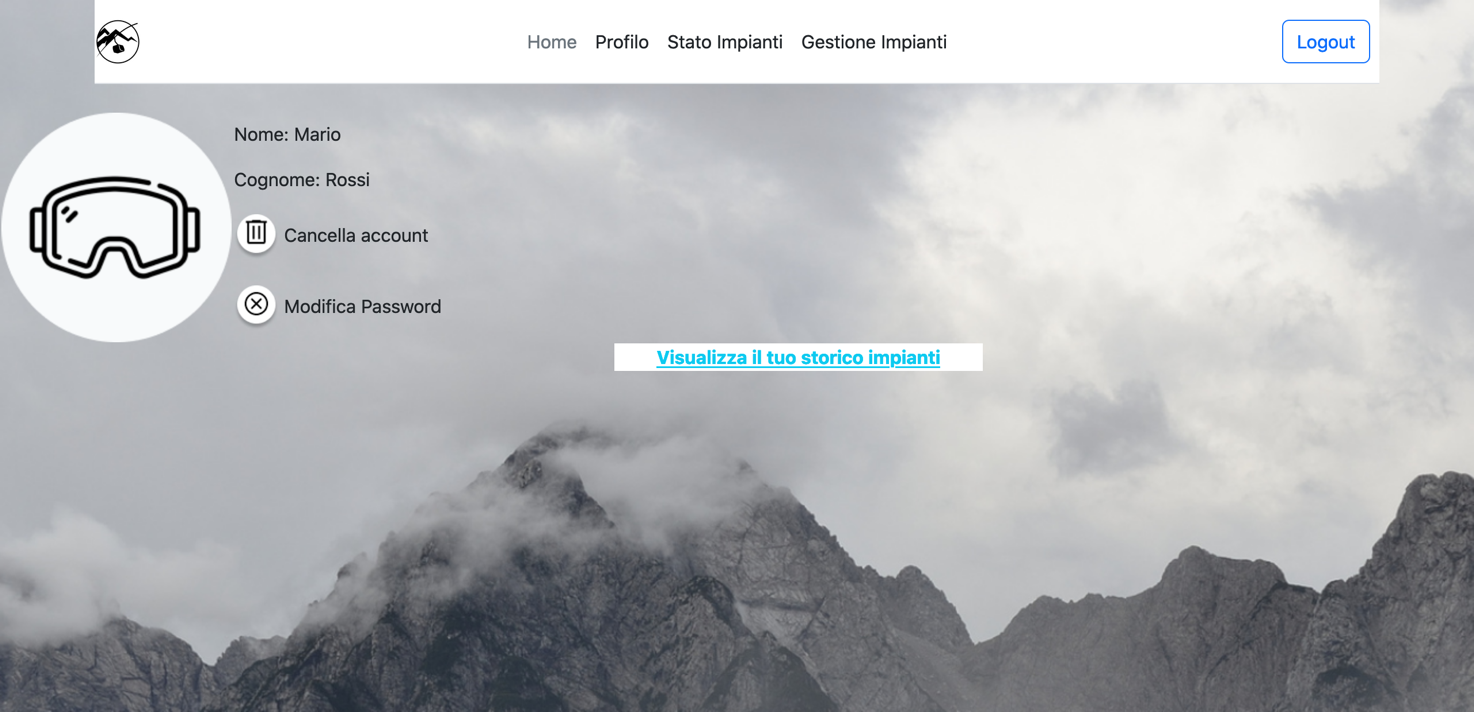 Home Profilo Stato Impianti Gestione Impianti Logout
Nome: Mario
Cognome: Rossi
Cancella account
Modifica Password
Visualizza il tuo storico impianti